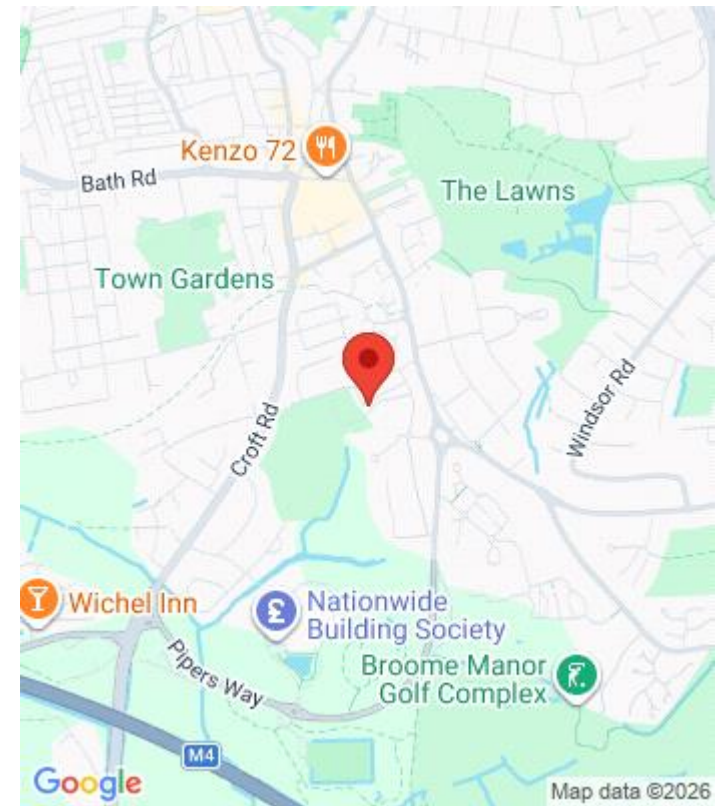 Kenzo 72
Bath Rd
The Lawns
Town Gardens
Windsor Rd
Croft Rd
Wichel Inn
Nationwide
Building Society
Pipers Way
Broome Manor
Golf Complex
M4
Google
Map data ©2026